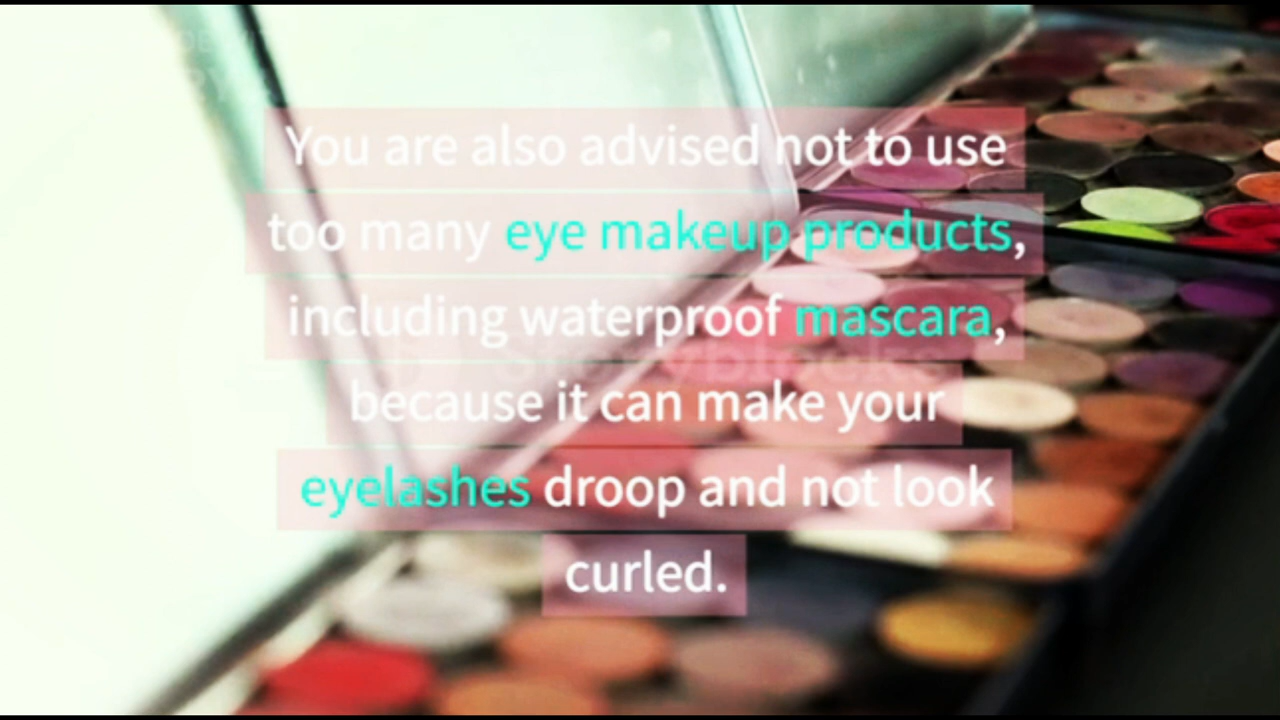 You are also advised not to use
too many eye makeup products,
including waterproof mascara,
because it can make your
eyelashes droop and not look
curled.
Storyblocks